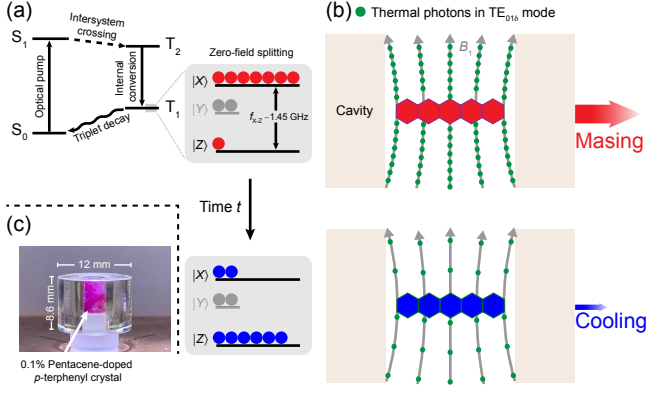 (a)
S1
Intersystem
crossing
T2
Optical pump
Internal
conversion
T1
S0
Triplet decay
Zero-field splitting
|X⟩
|Y⟩
fX-Z ~1.45 GHz
|Z⟩
Time t
|X⟩
|Y⟩
|Z⟩
(b)
Thermal photons in TE01δ mode
B1
Cavity
Masing
Cooling
(c)
12 mm
8.6 mm
0.1% Pentacene-doped
p-terphenyl crystal